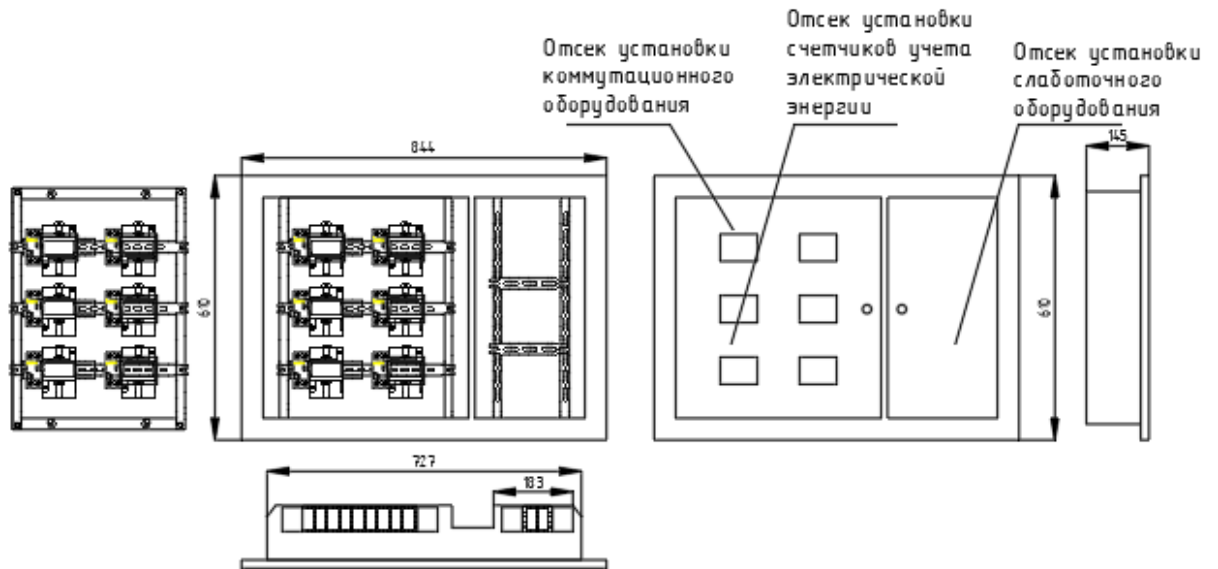 Отсек установки
коммутационного
оборудования
Отсек установки
счетчиков учета
электрической
энергии
Отсек установки
слаботочного
оборудования
844
145
610
610
727
183